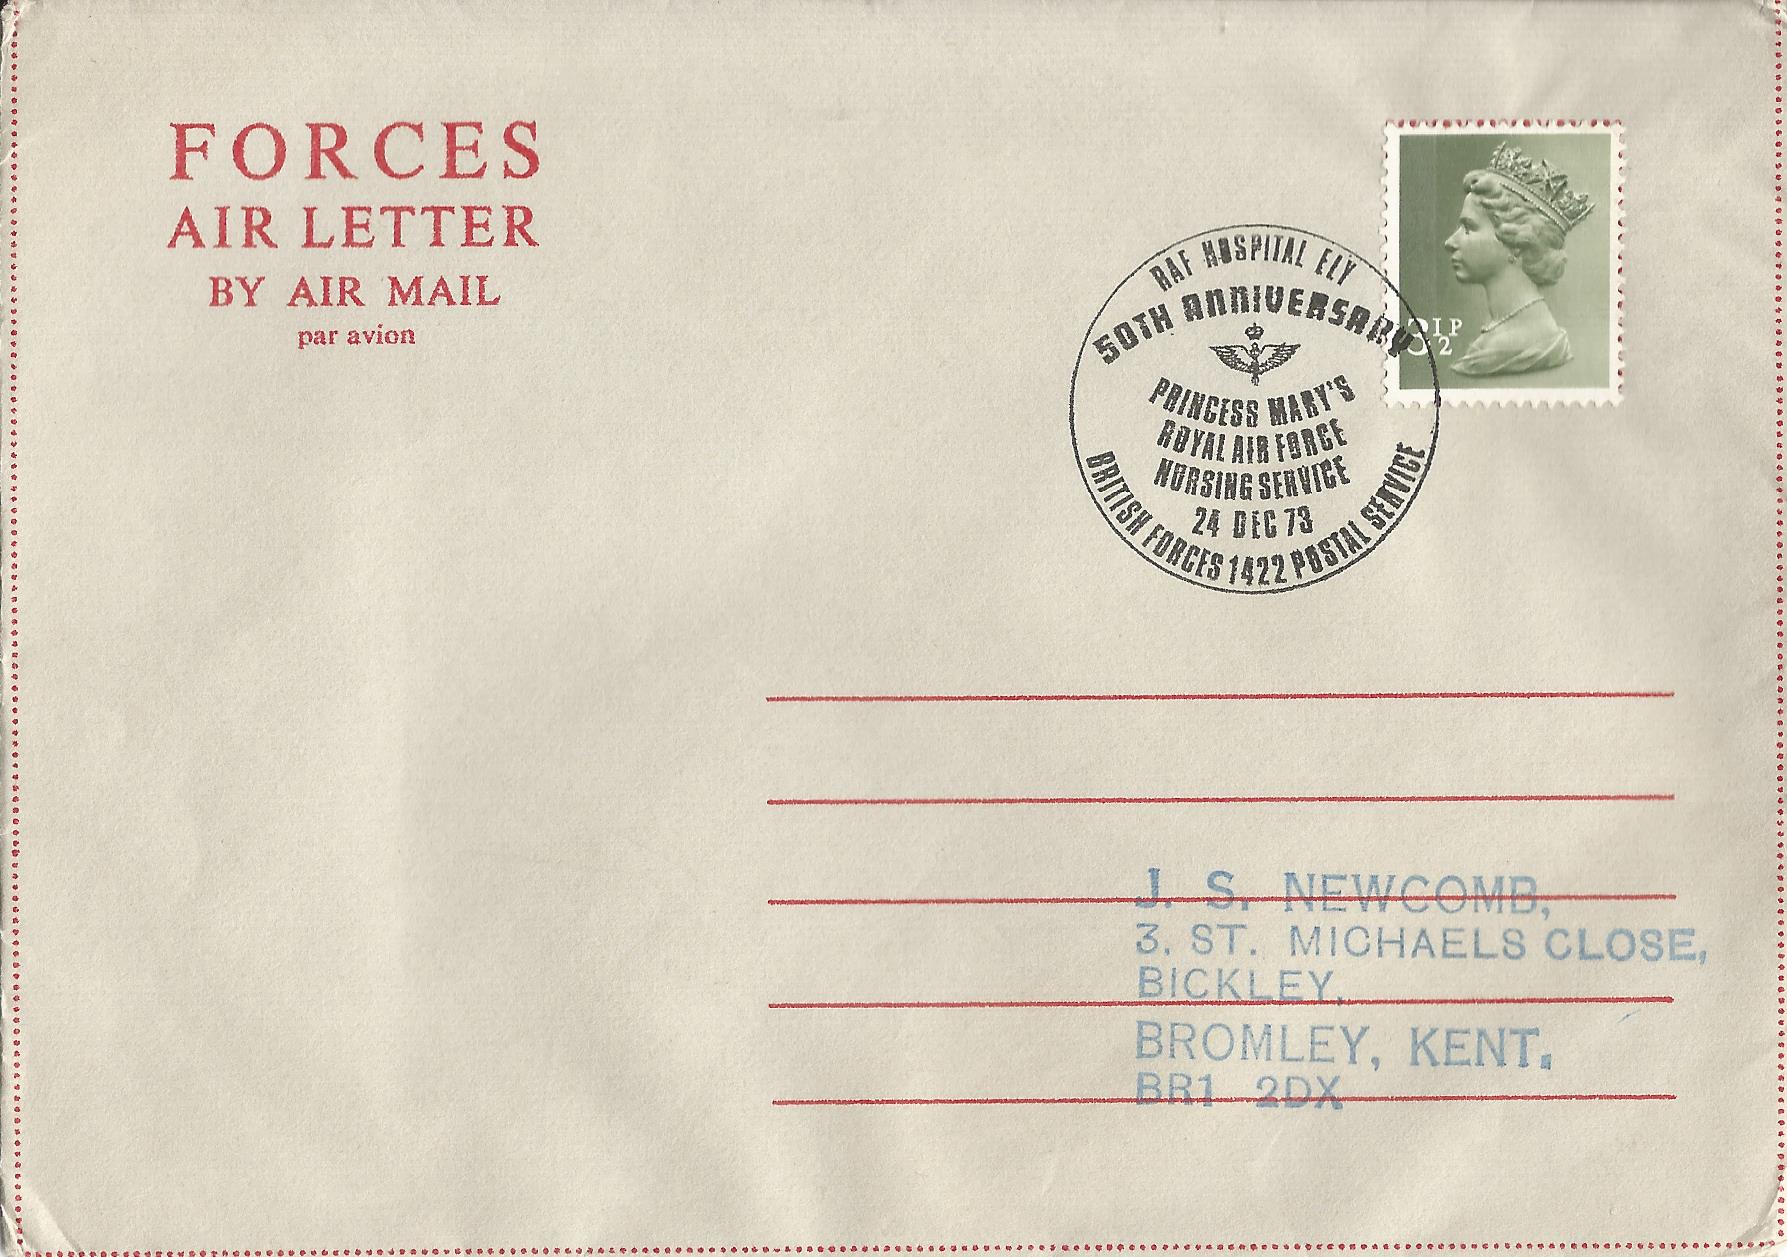 FORCES
AIR LETTER
BY AIR MAIL
par avion
3½P
RAF HOSPITAL ELY
50TH ANNIVERSARY
PRINCESS MARY'S
ROYAL AIR FORCE
NURSING SERVICE
24 DEC 73
BRITISH FORCES 1422 POSTAL SERVICE
J. S. NEWCOMB,
3. ST. MICHAELS CLOSE,
BICKLEY,
BROMLEY, KENT.
BR1 2DX